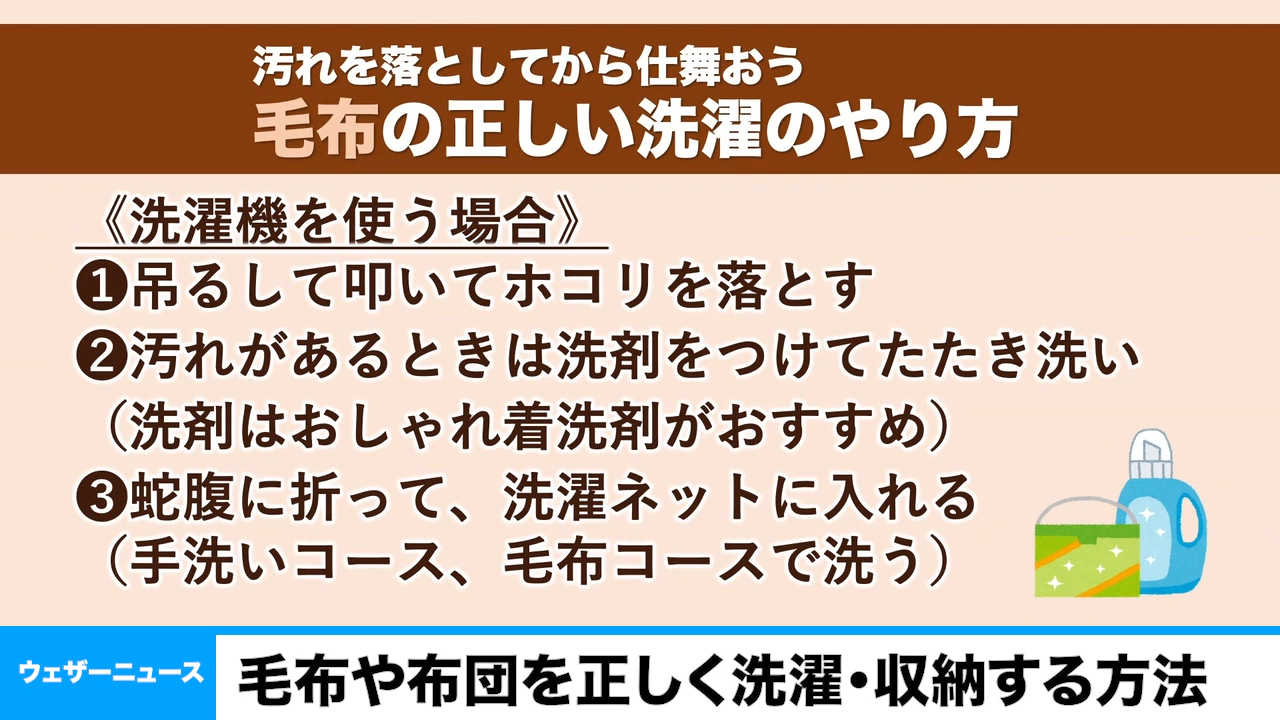 汚れを落としてから仕舞おう
毛布の正しい洗濯のやり方
《洗濯機を使う場合》
❶吊るして叩いてホコリを落とす
❷汚れがあるときは洗剤をつけてたたき洗い
（洗剤はおしゃれ着洗剤がおすすめ）
❸蛇腹に折って、洗濯ネットに入れる
（手洗いコース、毛布コースで洗う）
ウェザーニュース
毛布や布団を正しく洗濯・収納する方法